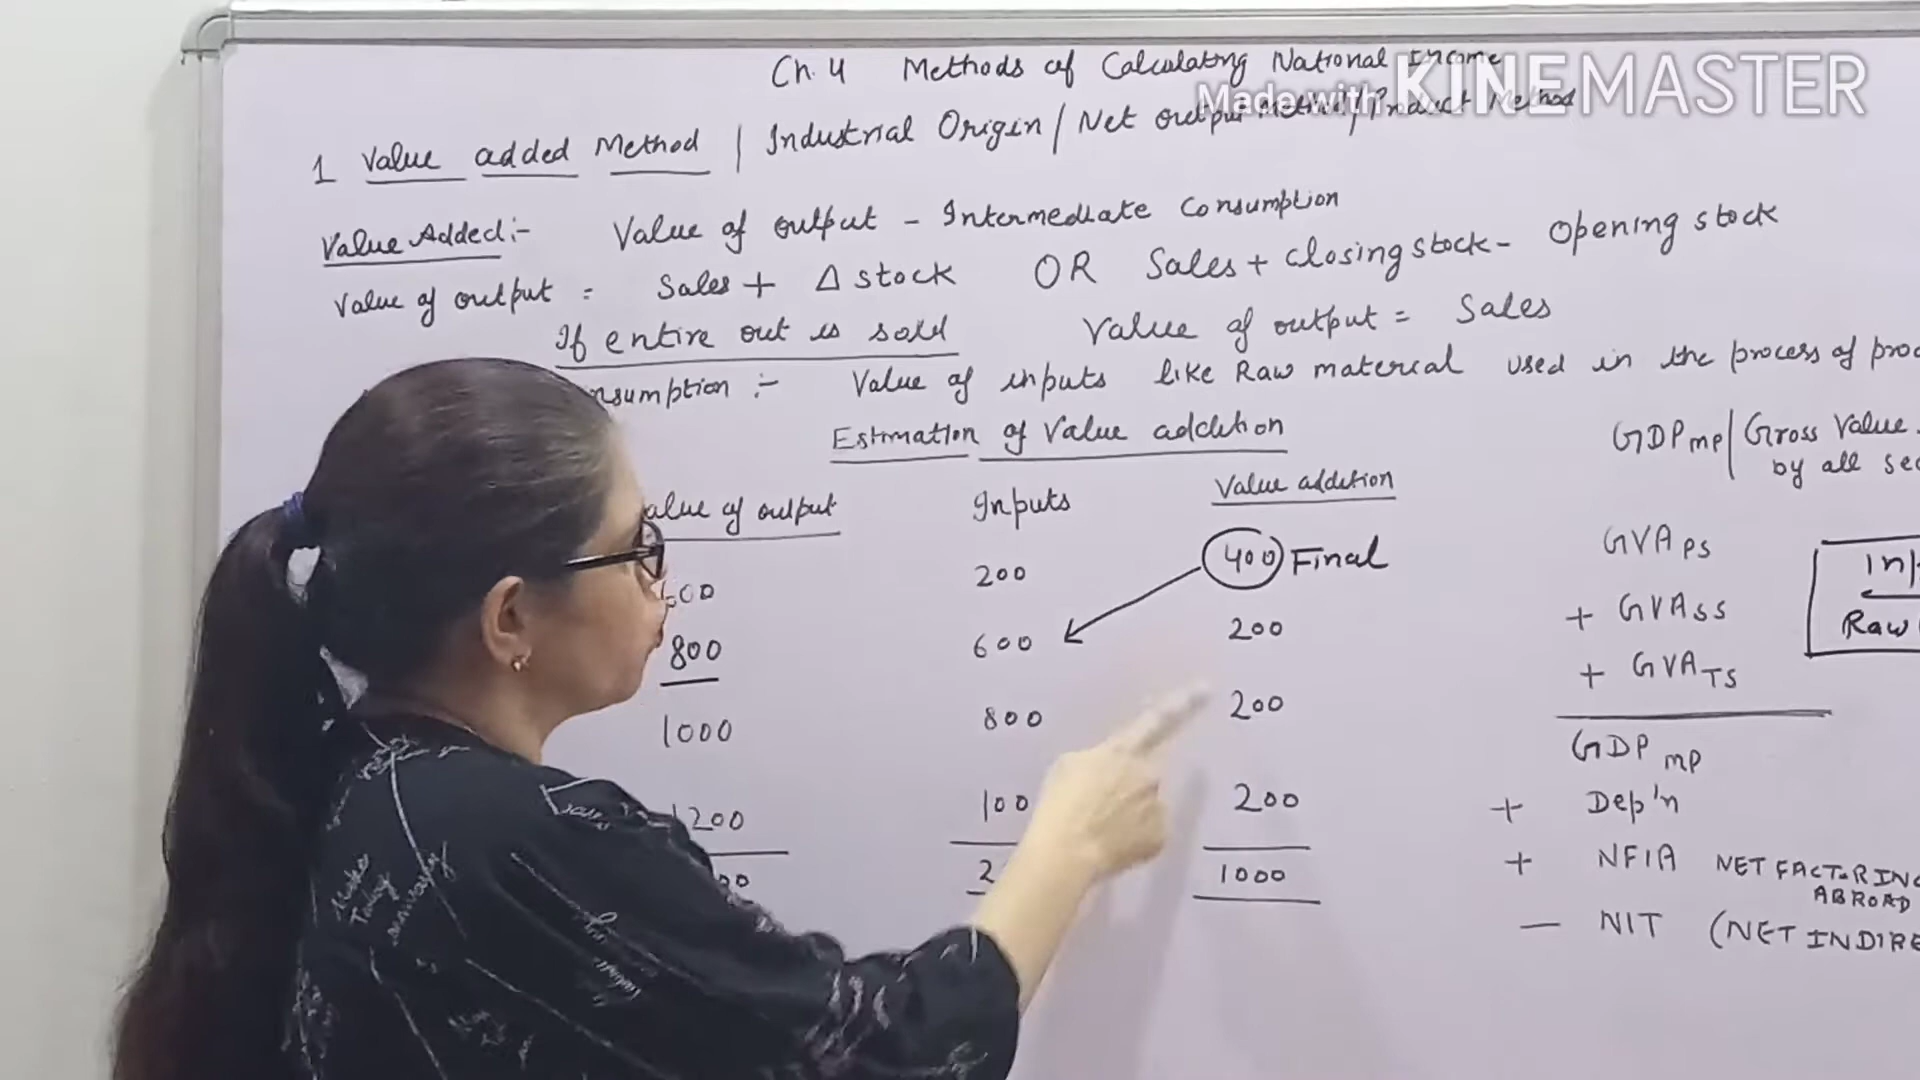 Ch. 4 Methods of Calculating National Income
Made with KINEMASTER
1 Value added Method | Industrial Origin / Net output Method / Product Method
Value Added:- Value of output - Intermediate Consumption
Value of output = Sales + Δ stock OR Sales + closing stock - Opening stock
If entire out is sold Value of output = Sales
nsumption :- Value of inputs like Raw material used in the process of
Estimation of Value addition
GDPmp | Gross Value
by all
alue of output Inputs Value addition
200 400 Final
GVAPS
800 600 200
+ GVASS
Raw
+ GVATS
1000 800 200
GDP mp
1200 100 200
+ Dep'n
1000
+ NFIA NET FACTOR INC
ABROAD
- NIT (NET INDIRE